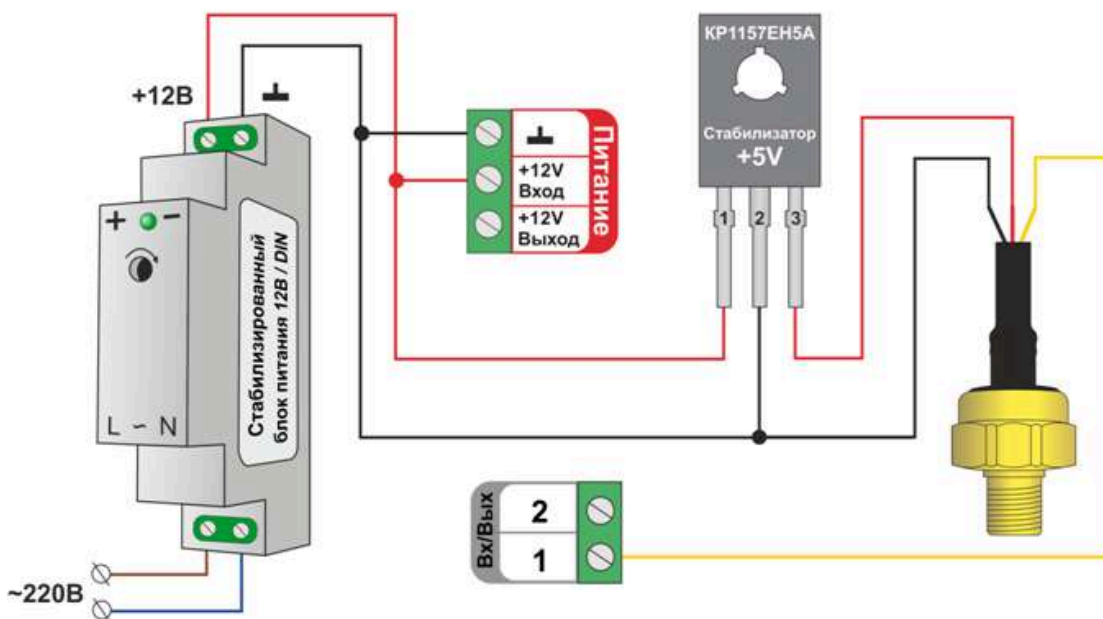 +12В
+ −
L ~ N
Стабилизированный
блок питания 12В / DIN
~220В
+12V
Вход
+12V
Выход
Питание
КР1157ЕН5А
Стабилизатор
+5V
1 2 3
Вх/Вых
2
1